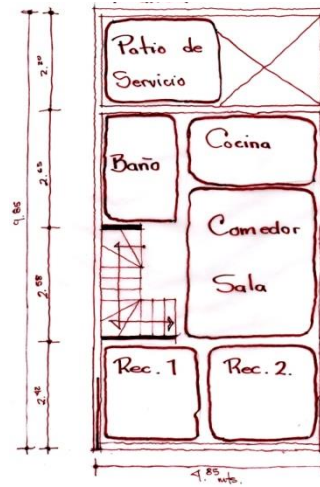 Patio de
Servicio
Baño
Cocina
Comedor
Sala
Rec. 1
Rec. 2.
2.20
2.65
2.58
2.42
9.85
4.85 mts.